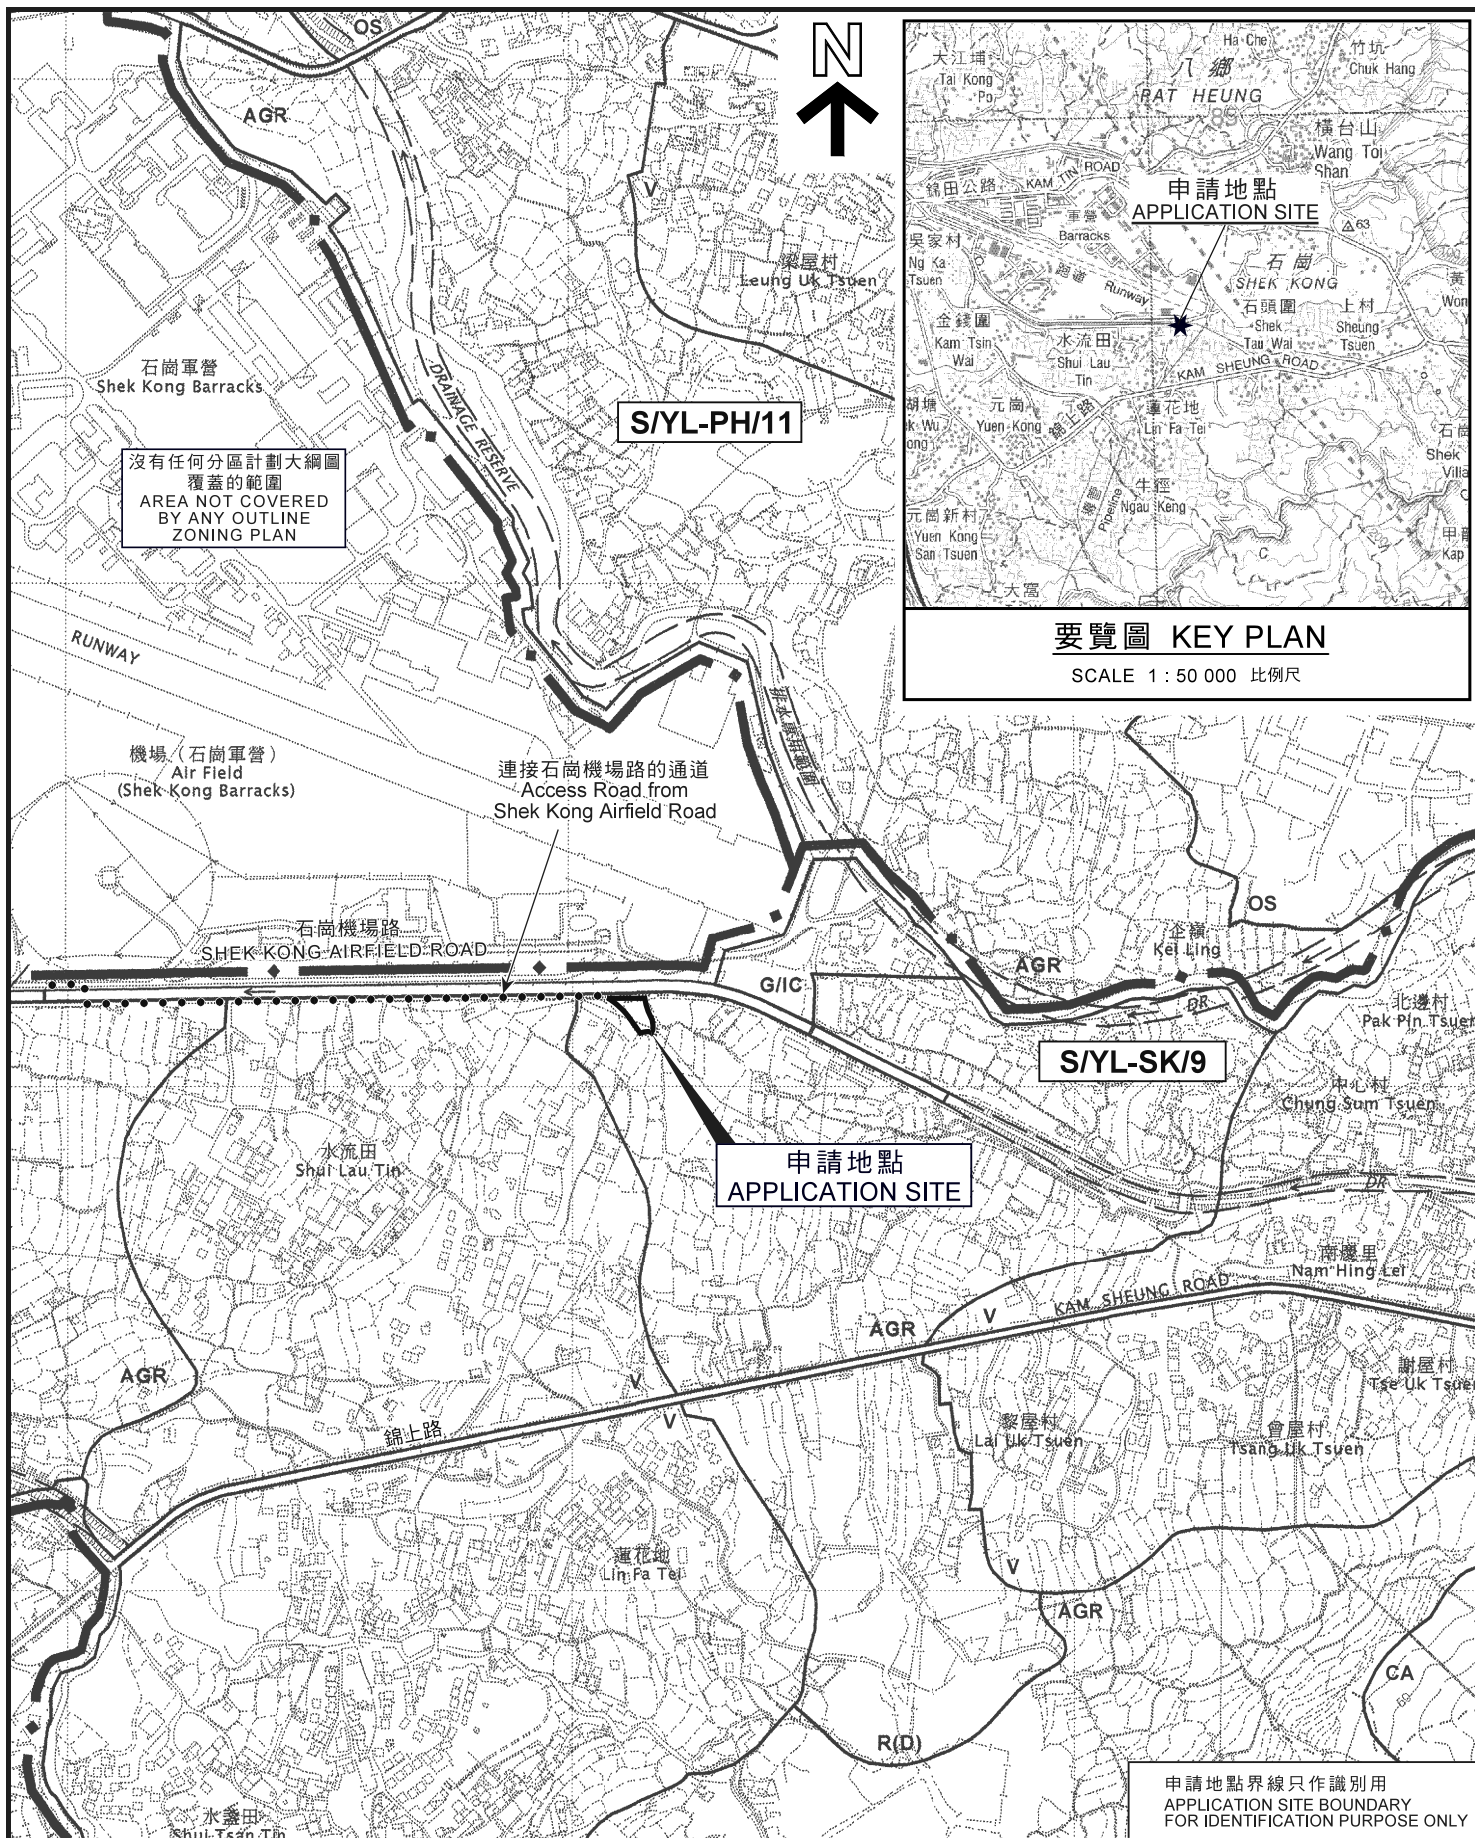 OS
AGR
N
V
梁屋村
Leung Uk Tsuen
石崗軍營
Shek Kong Barracks
DRAINAGE RESERVE
S/YL-PH/11
沒有任何分區計劃大綱圖
覆蓋的範圍
AREA NOT COVERED
BY ANY OUTLINE
ZONING PLAN
RUNWAY
大江埔
Tai Kong
Po
Ha Che
八鄉
PAT HEUNG
竹坑
Chuk Hang
橫台山
Wang Toi
Shan
錦田公路
KAM TIN ROAD
申請地點
APPLICATION SITE
軍營
Barracks
63
吳家村
Ng Ka
Tsuen
跑道
Runway
石崗
SHEK KONG
金錢圍
Kam Tsin
Wai
水流田
Shui Lau
Tin
石頭圍
Shek
Tau Wai
上村
Sheung
Tsuen
KAM SHEUNG ROAD
元崗
Yuen Kong
錦上路
蓮花地
Lin Fa Tei
牛徑
Ngau Keng
Pipeline
元崗新村
Yuen Kong
San Tsuen
大窩
石崗
Shek
要覽圖 KEY PLAN
SCALE 1 : 50 000 比例尺
機場（石崗軍營）
Air Field
(Shek Kong Barracks)
連接石崗機場路的通道
Access Road from
Shek Kong Airfield Road
排水專用範圍
石崗機場路
SHEK KONG AIRFIELD ROAD
OS
企嶺
Kei Ling
AGR
G/IC
DR
北邊村
Pak Pin Tsuen
S/YL-SK/9
中心村
Chung Sum Tsuen
水流田
Shui Lau Tin
申請地點
APPLICATION SITE
DR
南慶里
Nam Hing Lei
KAM SHEUNG ROAD
V
AGR
AGR
V
V
謝屋村
Tse Uk Tsuen
錦上路
黎屋村
Lai Uk Tsuen
曾屋村
Tsang Uk Tsuen
蓮花地
Lin Fa Tei
V
AGR
CA
R(D)
水盞田
Shui Tsan Tin
申請地點界線只作識別用
APPLICATION SITE BOUNDARY
FOR IDENTIFICATION PURPOSE ONLY